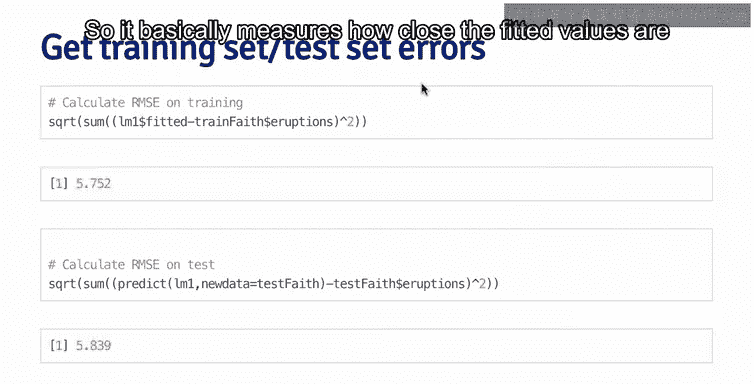 So it basically measures how close the fitted values are
Get training set/test set errors
# Calculate RMSE on training
sqrt(sum((lm1$fitted-trainFaith$eruptions)^2))
[1] 5.752
# Calculate RMSE on test
sqrt(sum((predict(lm1,newdata=testFaith)-testFaith$eruptions)^2))
[1] 5.839